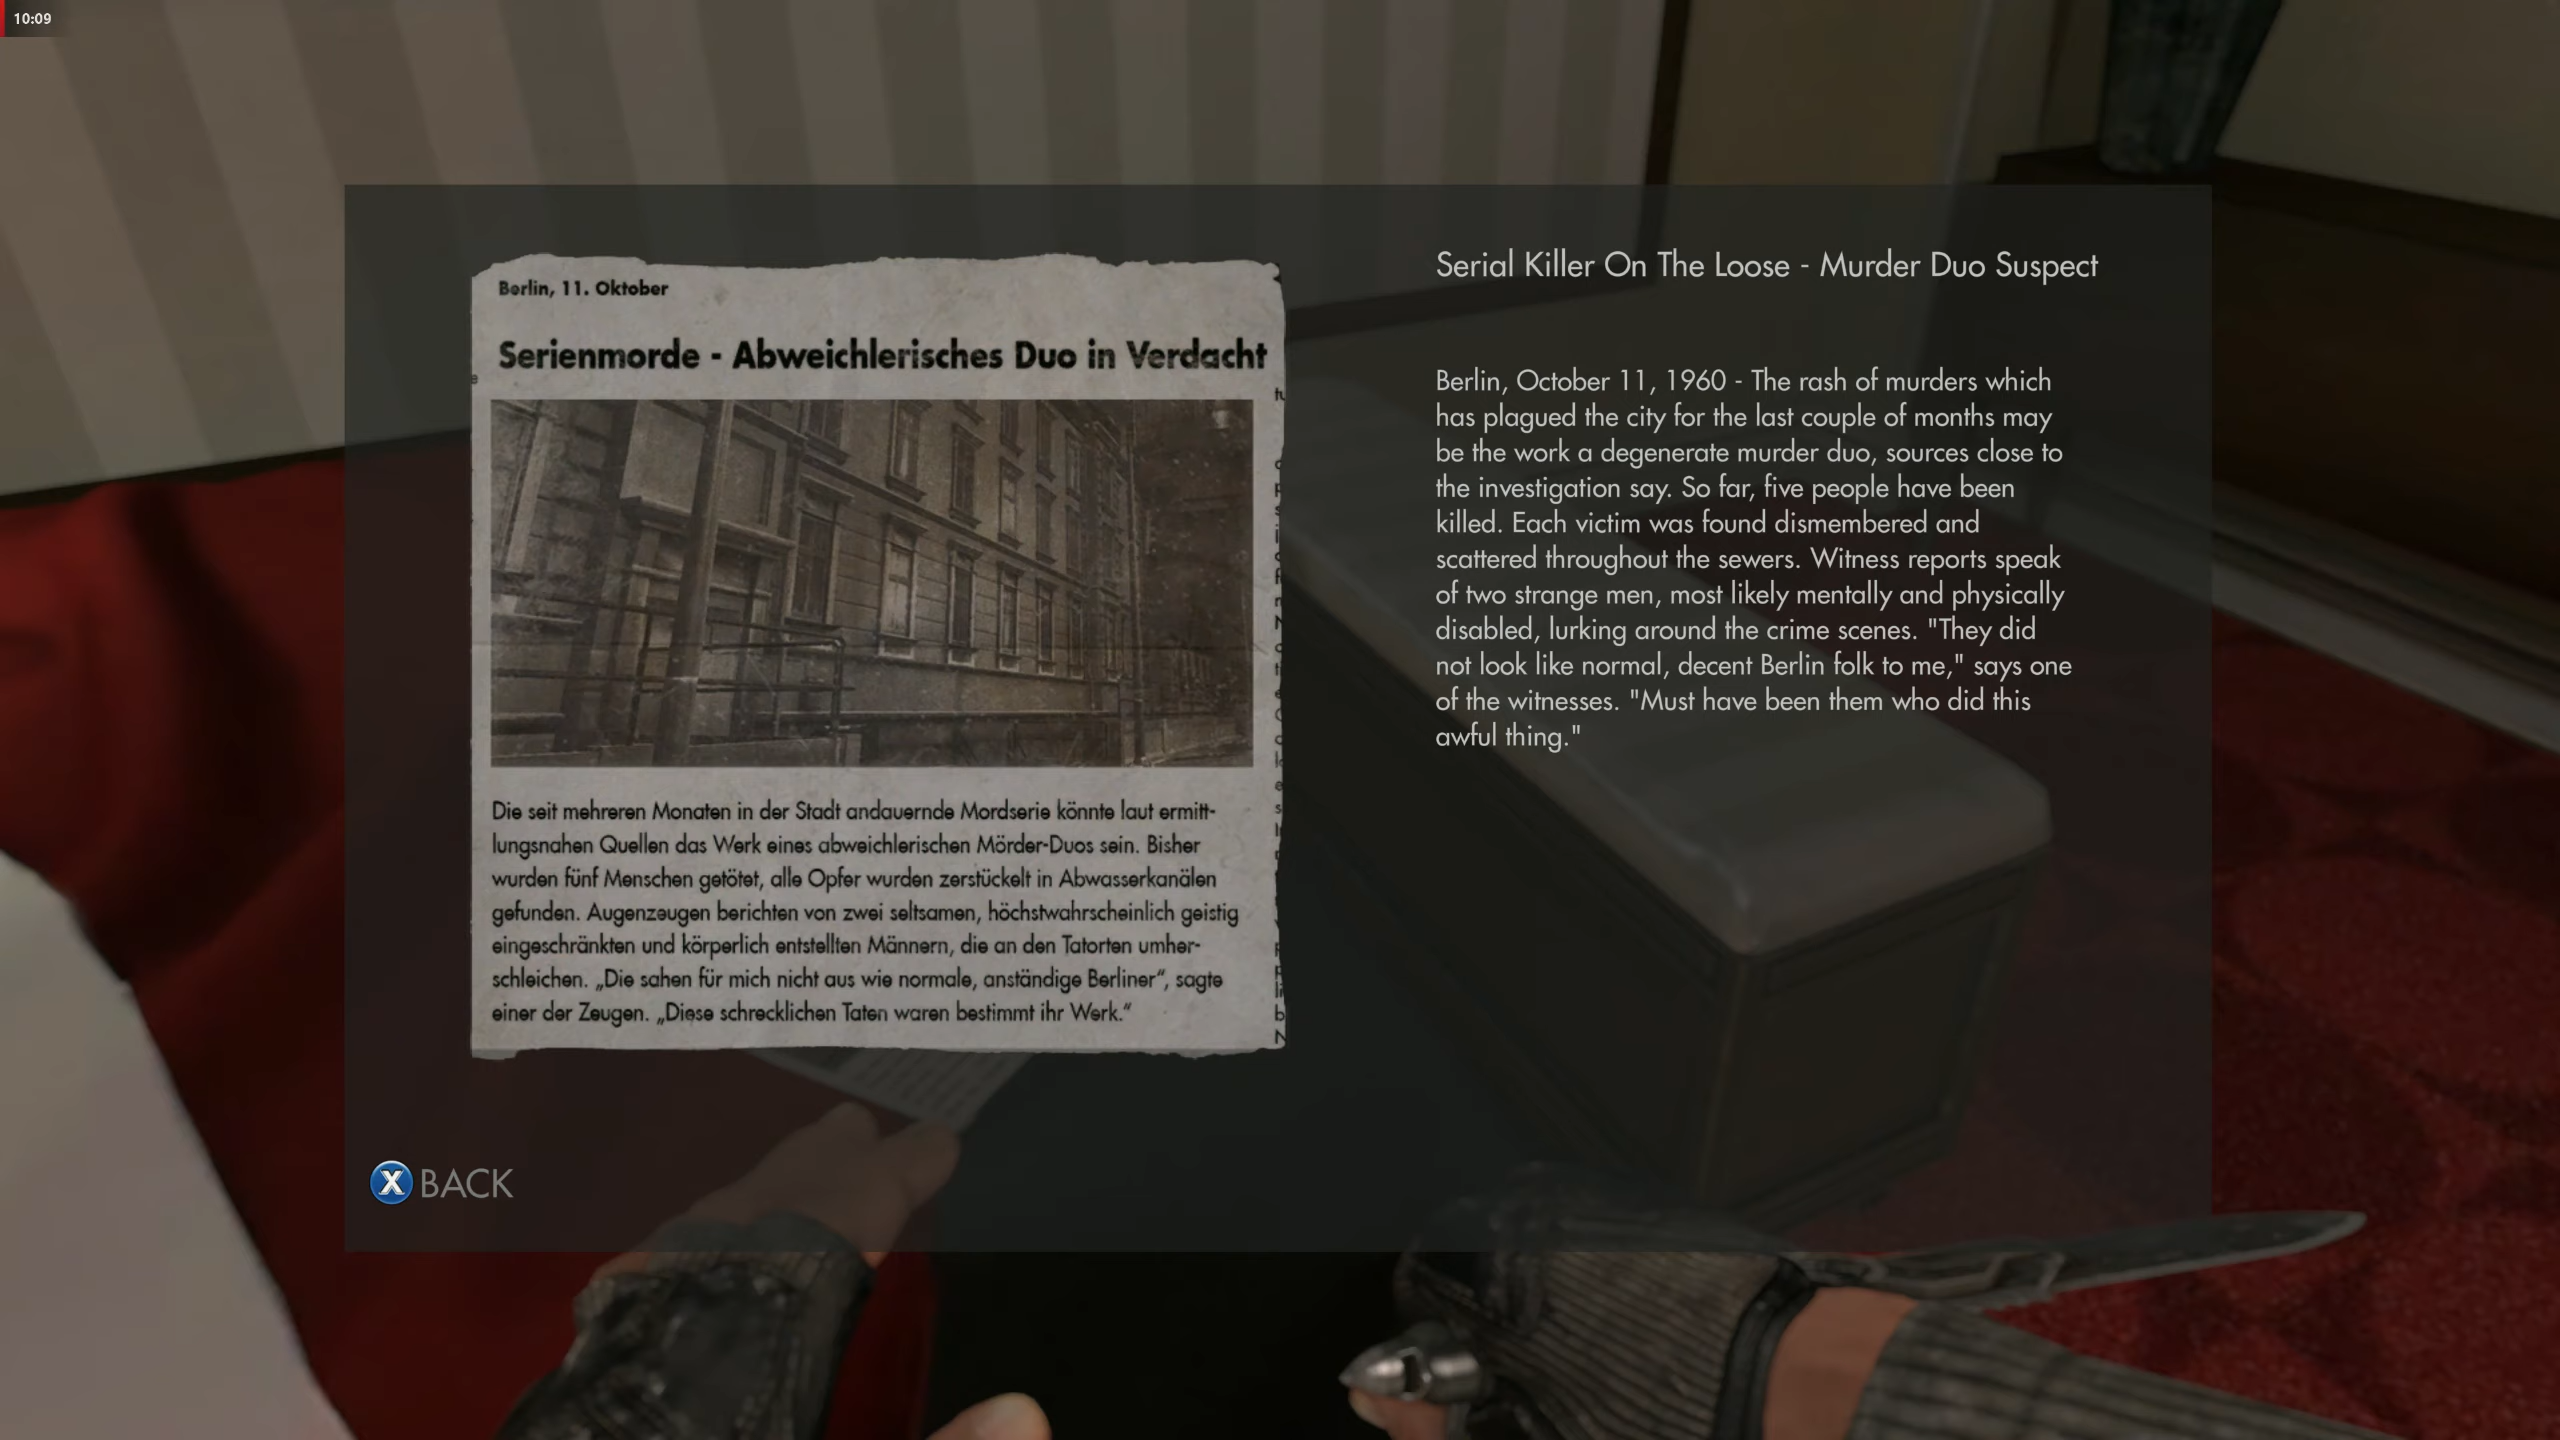 10:09
Berlin, 11. Oktober
Serienmorde - Abweichlerisches Duo in Verdacht
Die seit mehreren Monaten in der Stadt andauernde Mordserie könnte laut ermitt-
lungsnahen Quellen das Werk eines abweichlerischen Mörder-Duos sein. Bisher
wurden fünf Menschen getötet, alle Opfer wurden zerstückelt in Abwasserkanälen
gefunden. Augenzeugen berichten von zwei seltsamen, höchstwahrscheinlich geistig
eingeschränkten und körperlich entstellten Männern, die an den Tatorten umher-
schleichen. „Die sahen für mich nicht aus wie normale, anständige Berliner“, sagte
einer der Zeugen. „Diese schrecklichen Taten waren bestimmt ihr Werk.“
Serial Killer On The Loose - Murder Duo Suspect
Berlin, October 11, 1960 - The rash of murders which
has plagued the city for the last couple of months may
be the work a degenerate murder duo, sources close to
the investigation say. So far, five people have been
killed. Each victim was found dismembered and
scattered throughout the sewers. Witness reports speak
of two strange men, most likely mentally and physically
disabled, lurking around the crime scenes. "They did
not look like normal, decent Berlin folk to me," says one
of the witnesses. "Must have been them who did this
awful thing."
X BACK